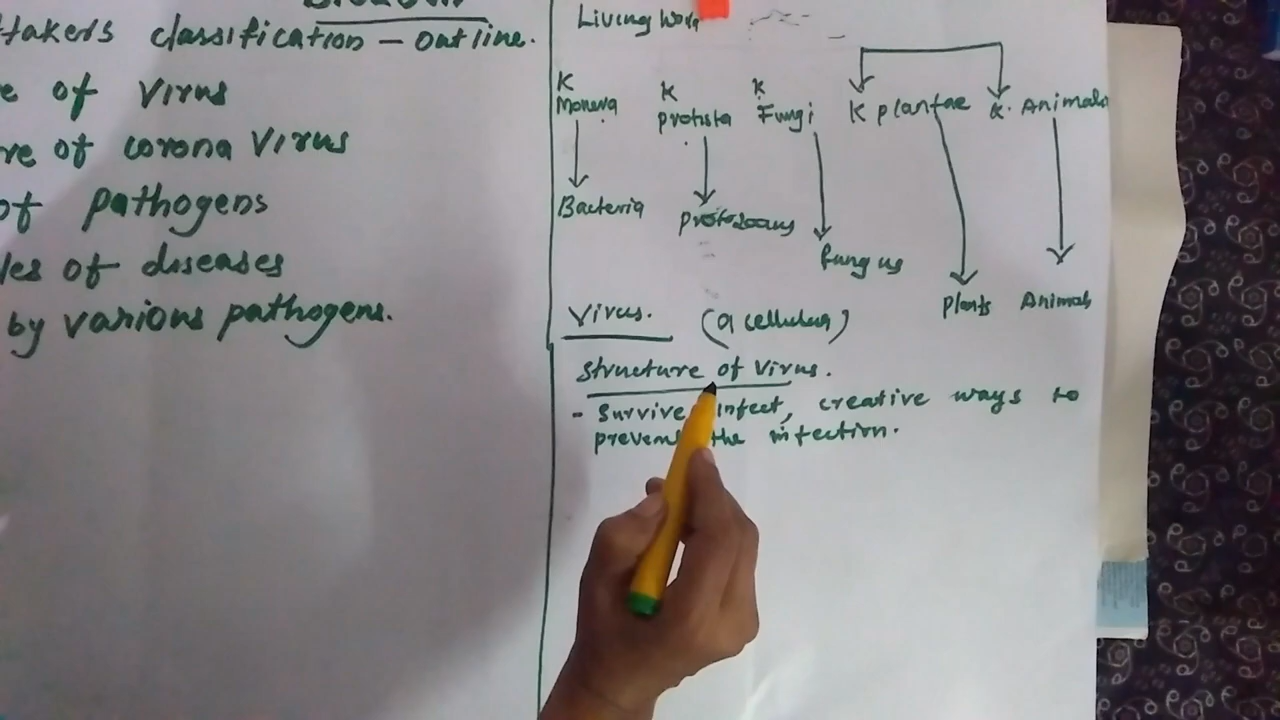 ttakers classification - outline.
e of virus
re of corona virus
of pathogens
les of diseases
by various pathogens.
Living
K K K
Monera protista Fungi K plantae K. Animals
Bacteria protozoans
fungus
plants Animals
Virus. (acellular)
Structure of virus.
- Survive infect, creative ways to
prevent the infection.